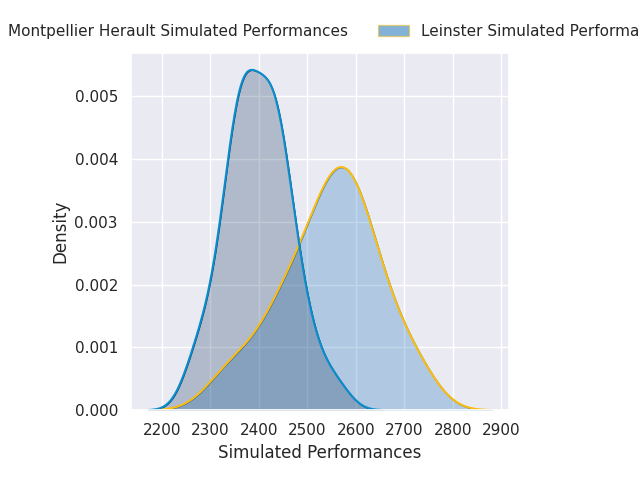 Montpellier Herault Simulated Performances
Leinster Simulated Performa
Density
0.005
0.004
0.003
0.002
0.001
0.000
2200 2300 2400 2500 2600 2700 2800 2900
Simulated Performances